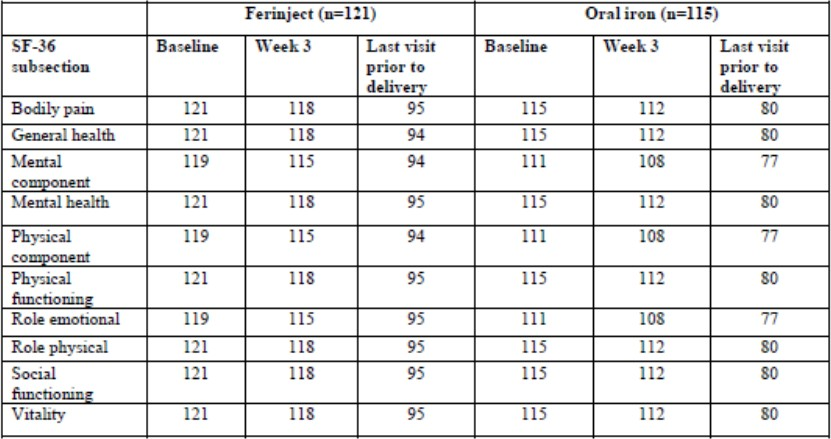 Ferinject (n=121) Oral iron (n=115)
SF-36 subsection Baseline Week 3 Last visit prior to delivery Baseline Week 3 Last visit prior to delivery
Bodily pain 121 118 95 115 112 80
General health 121 118 94 115 112 80
Mental component 119 115 94 111 108 77
Mental health 121 118 95 115 112 80
Physical component 119 115 94 111 108 77
Physical functioning 121 118 95 115 112 80
Role emotional 119 115 95 111 108 77
Role physical 121 118 95 115 112 80
Social functioning 121 118 95 115 112 80
Vitality 121 118 95 115 112 80